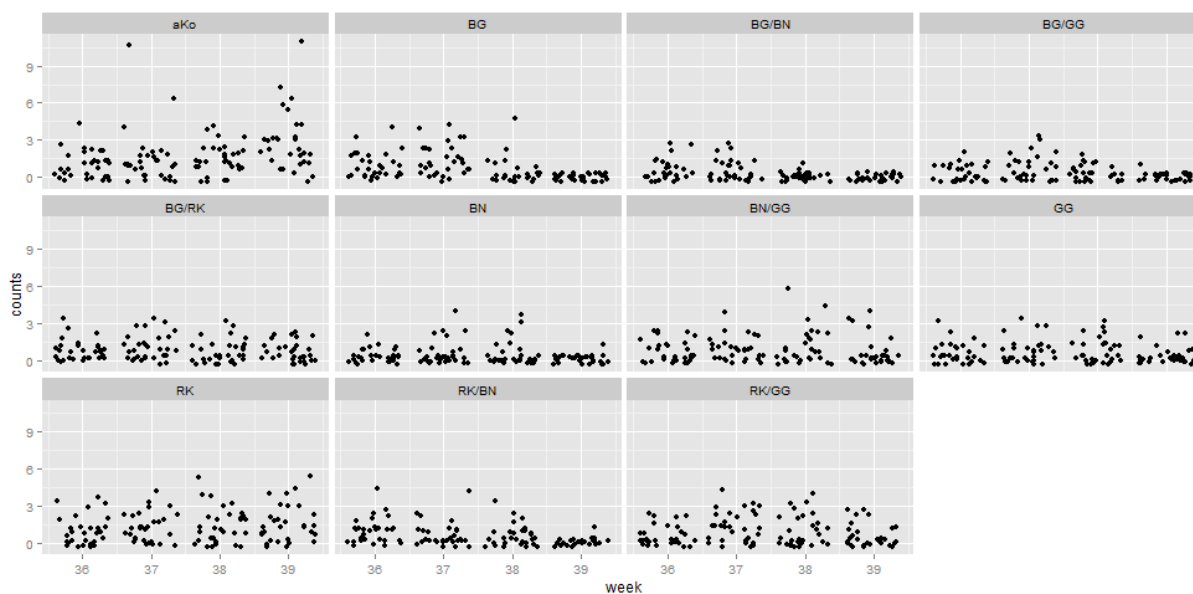 aKo BG BG/BN BG/GG
9
6
3
0
BG/RK BN BN/GG GG
9
6
3
0
counts
RK RK/BN RK/GG
9
6
3
0
36 37 38 39 36 37 38 39 36 37 38 39
week